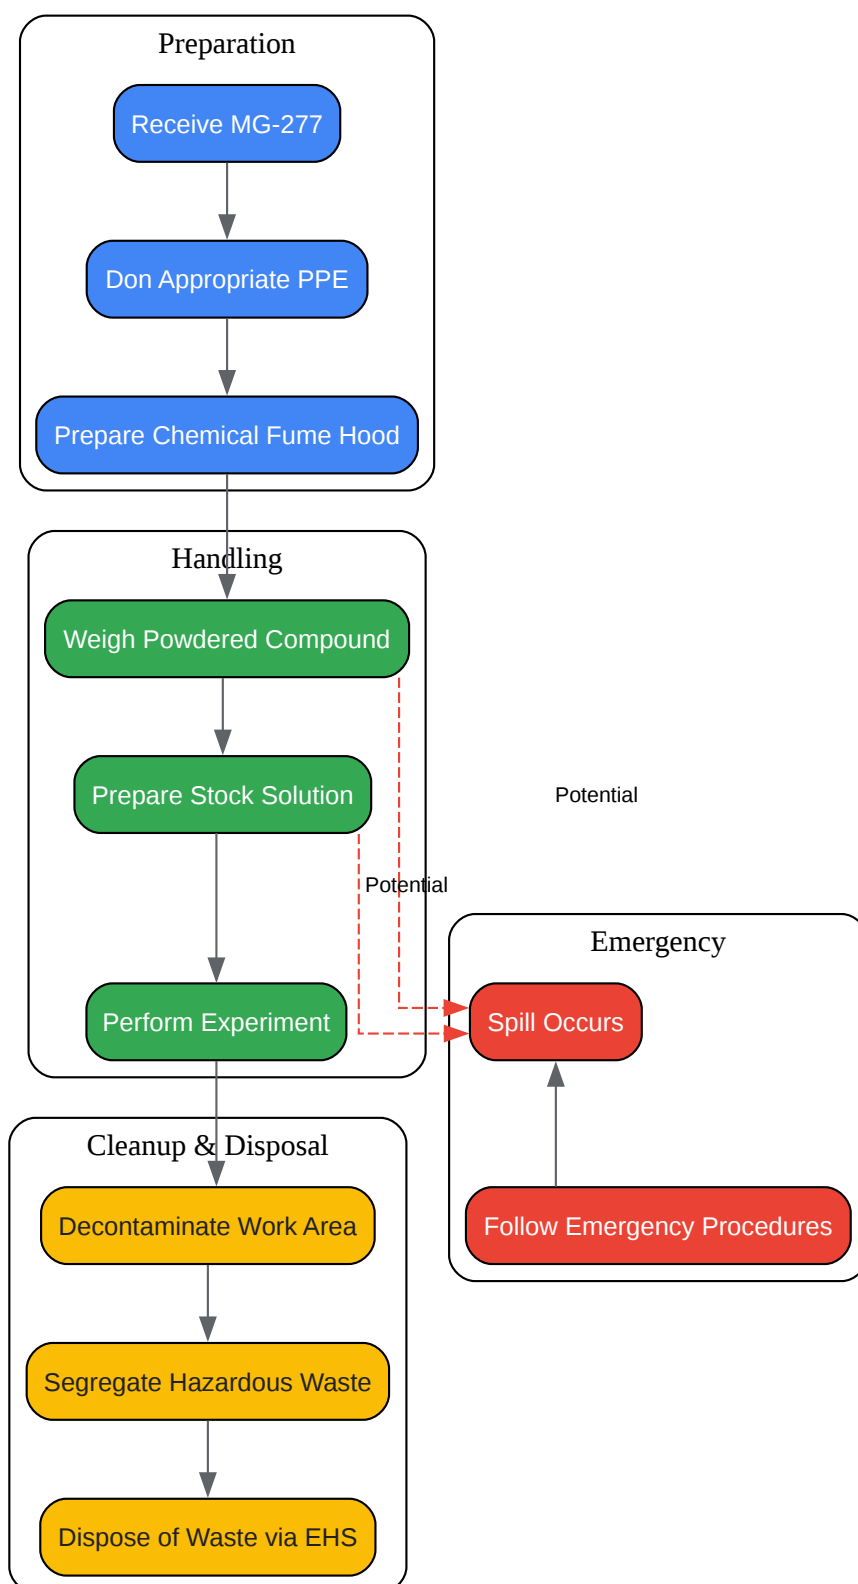 Preparation
Receive MG-277
Don Appropriate PPE
Prepare Chemical Fume Hood
Handling
Weigh Powdered Compound
Prepare Stock Solution
Potential
Potential
Perform Experiment
Emergency
Spill Occurs
Follow Emergency Procedures
Cleanup & Disposal
Decontaminate Work Area
Segregate Hazardous Waste
Dispose of Waste via EHS